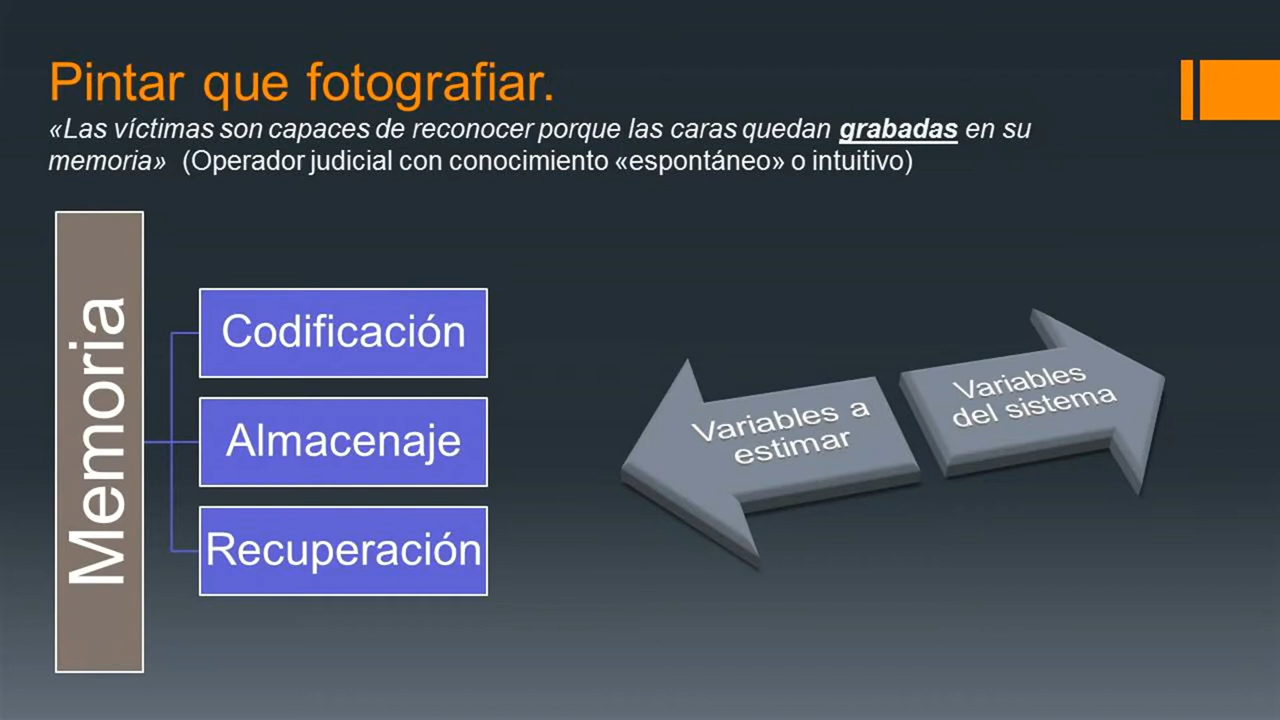 Pintar que fotografiar.
«Las víctimas son capaces de reconocer porque las caras quedan grabadas en su
memoria» (Operador judicial con conocimiento «espontáneo» o intuitivo)
Memoria
Codificación
Almacenaje
Recuperación
Variables a
estimar
Variables
del sistema